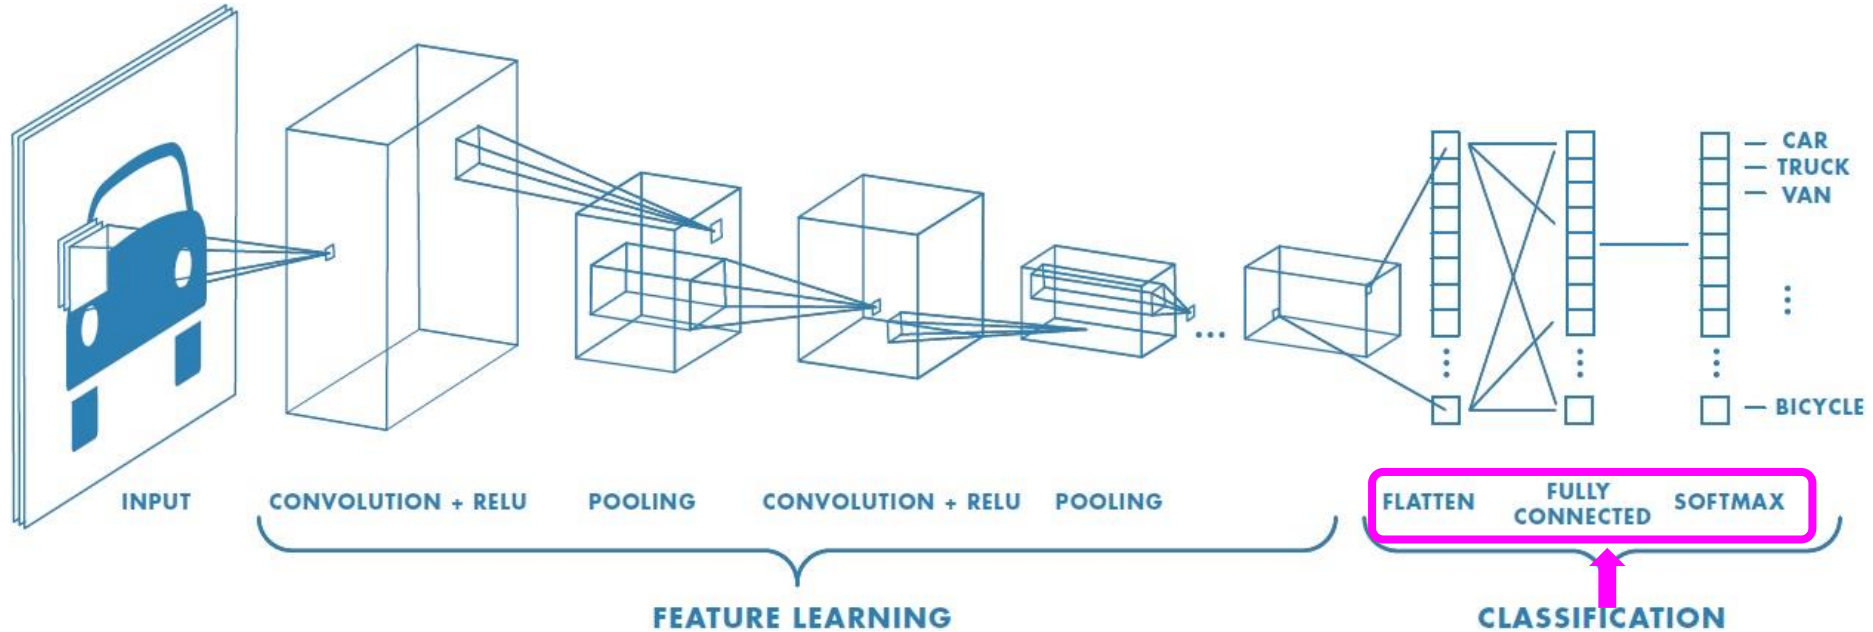 CAR
TRUCK
VAN
BICYCLE
INPUT
CONVOLUTION + RELU
POOLING
CONVOLUTION + RELU
POOLING
FLATTEN
FULLY
CONNECTED
SOFTMAX
FEATURE LEARNING
CLASSIFICATION